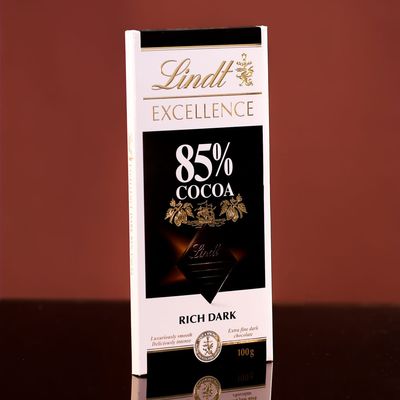 Lindt
EXCELLENCE
85%
COCOA
Lindt
RICH DARK
Luxuriously smooth
Deliciously intense
Extra fine dark
chocolate
100g